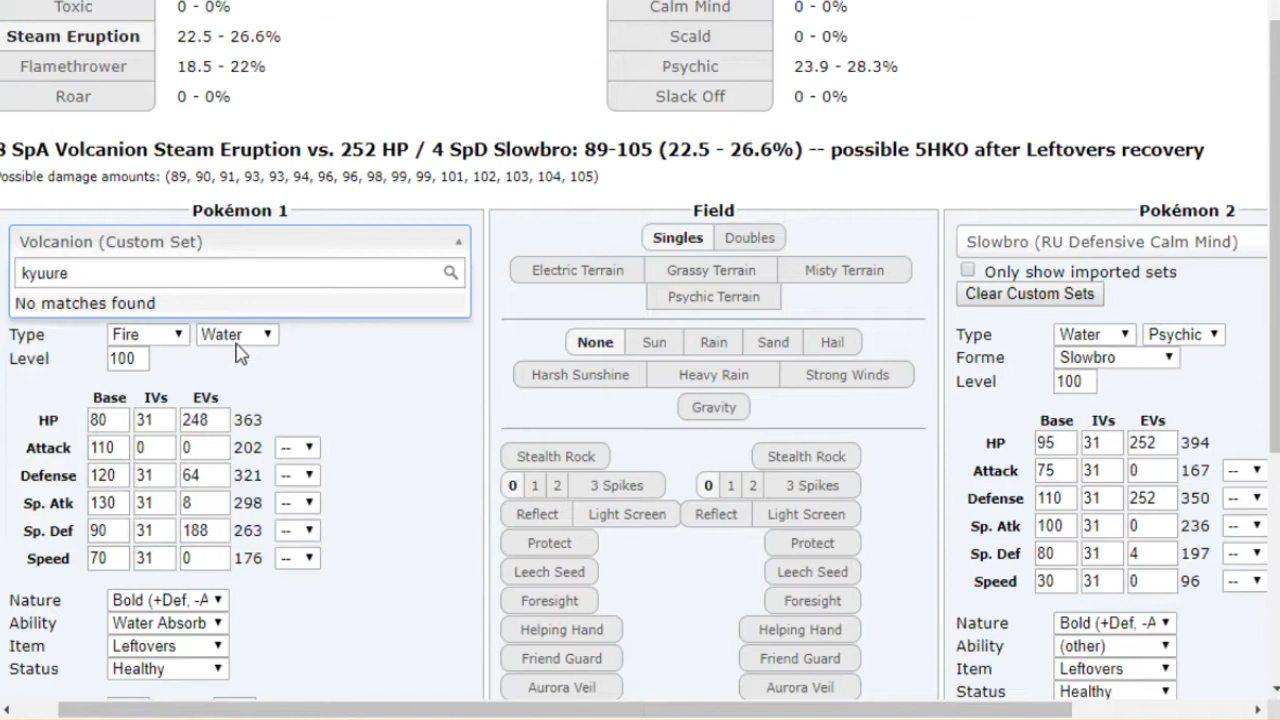 Toxic 0 - 0% Calm Mind 0 - 0%
Steam Eruption 22.5 - 26.6% Scald 0 - 0%
Flamethrower 18.5 - 22% Psychic 23.9 - 28.3%
Roar 0 - 0% Slack Off 0 - 0%
SpA Volcanion Steam Eruption vs. 252 HP / 4 SpD Slowbro: 89-105 (22.5 - 26.6%) -- possible 5HKO after Leftovers recovery
ossible damage amounts: (89, 90, 91, 93, 93, 94, 96, 96, 98, 99, 99, 101, 102, 103, 104, 105)
Pokémon 1
Volcanion (Custom Set)
kyuure
No matches found
Type Fire Water
Level 100
Base IVs EVs
HP 80 31 248 363
Attack 110 0 0 202 --
Defense 120 31 64 321 --
Sp. Atk 130 31 8 298 --
Sp. Def 90 31 188 263 --
Speed 70 31 0 176 --
Nature Bold (+Def, -A
Ability Water Absorb
Item Leftovers
Status Healthy
Field
Singles Doubles
Electric Terrain Grassy Terrain Misty Terrain
Psychic Terrain
None Sun Rain Sand Hail
Harsh Sunshine Heavy Rain Strong Winds
Gravity
Stealth Rock Stealth Rock
0 1 2 3 Spikes 0 1 2 3 Spikes
Reflect Light Screen Reflect Light Screen
Protect Protect
Leech Seed Leech Seed
Foresight Foresight
Helping Hand Helping Hand
Friend Guard Friend Guard
Aurora Veil Aurora Veil
Pokémon 2
Slowbro (RU Defensive Calm Mind)
Only show imported sets
Clear Custom Sets
Type Water Psychic
Forme Slowbro
Level 100
Base IVs EVs
HP 95 31 252 394
Attack 75 31 0 167 --
Defense 110 31 252 350 --
Sp. Atk 100 31 0 236 --
Sp. Def 80 31 4 197 --
Speed 30 31 0 96 --
Nature Bold (+Def, -A
Ability (other)
Item Leftovers
Status Healthy